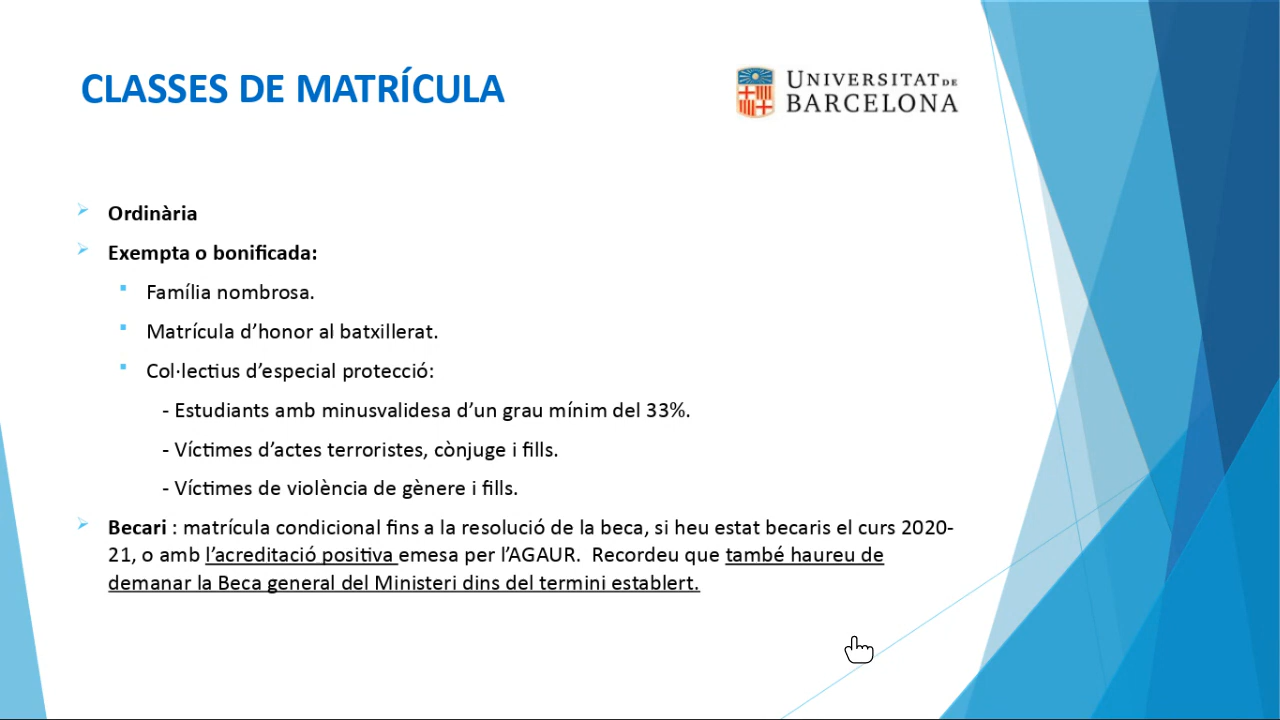 CLASSES DE MATRÍCULA
UNIVERSITAT DE
BARCELONA
Ordinària
Exempta o bonificada:
Família nombrosa.
Matrícula d’honor al batxillerat.
Col·lectius d’especial protecció:
- Estudiants amb minusvalidesa d’un grau mínim del 33%.
- Víctimes d’actes terroristes, cònjuge i fills.
- Víctimes de violència de gènere i fills.
Becari : matrícula condicional fins a la resolució de la beca, si heu estat becaris el curs 2020-
21, o amb l’acreditació positiva emesa per l’AGAUR. Recordeu que també haureu de
demanar la Beca general del Ministeri dins del termini establert.